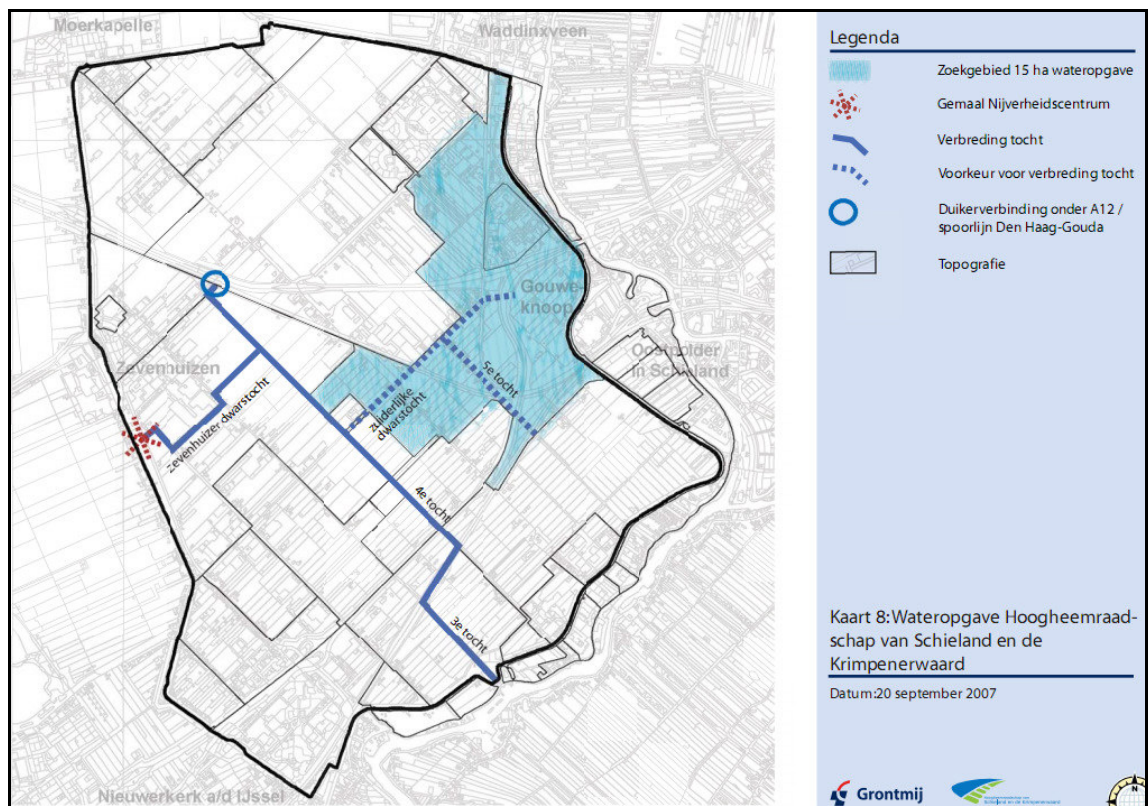 Moerkapelle
Waddinxveen
Gouwe-
knoop
Zevenhuizen
Oostpolder
in Schieland
5e tocht
zuiderlijke
dwarstocht
Zevenhuizer dwarstocht
4e tocht
3e tocht
Nieuwerkerk a/d IJssel
Legenda
Zoekgebied 15 ha wateropgave
Gemaal Nijverheidscentrum
Verbreding tocht
Voorkeur voor verbreding tocht
Duikerverbinding onder A12 /
spoorlijn Den Haag-Gouda
Topografie
Kaart 8:Wateropgave Hoogheemraad-
schap van Schieland en de
Krimpenerwaard
Datum:20 september 2007
Grontmij
N